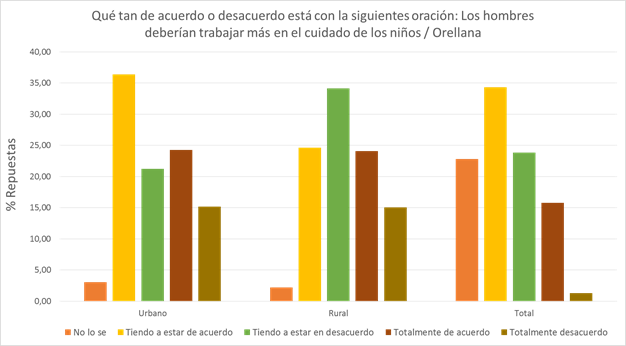 Qué tan de acuerdo o desacuerdo está con la siguientes oración: Los hombres
deberían trabajar más en el cuidado de los niños / Orellana
% Repuestas
40,00
35,00
30,00
25,00
20,00
15,00
10,00
5,00
0,00
Urbano Rural Total
No lo se Tiendo a estar de acuerdo Tiendo a estar en desacuerdo Totalmente de acuerdo Totalmente desacuerdo